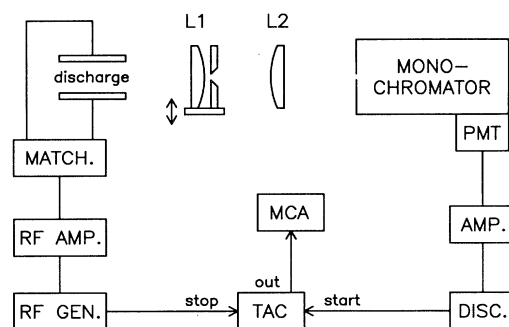 L1
L2
discharge
MONO-
CHROMATOR
PMT
MATCH.
MCA
RF AMP.
AMP.
out
RF GEN.
stop
TAC
start
DISC.